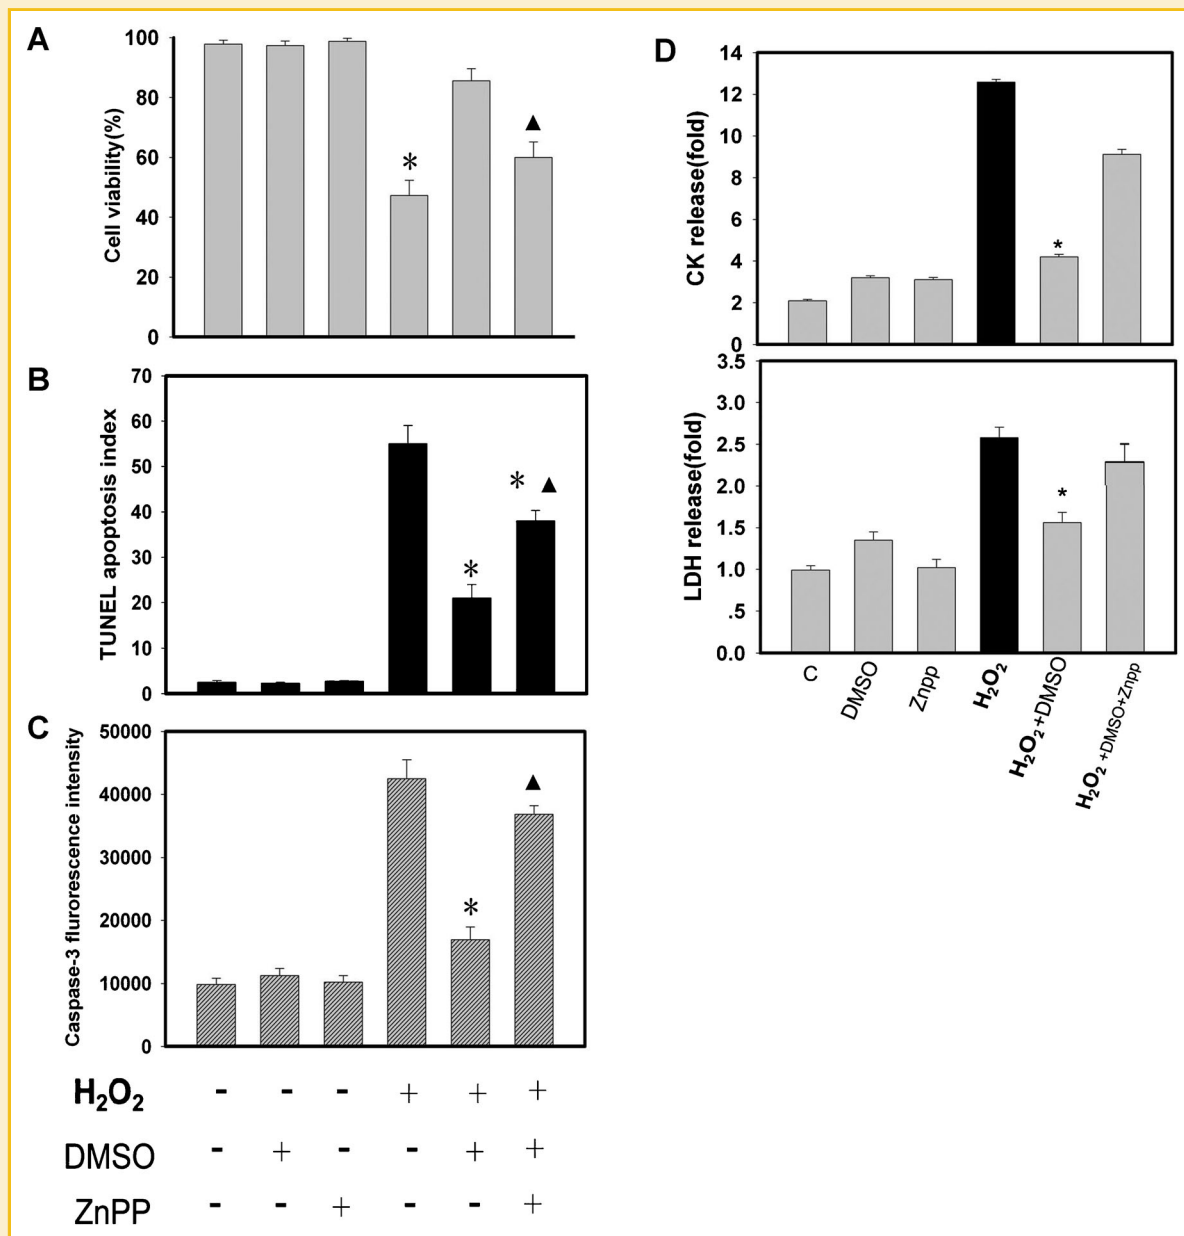 A
100
80
60
40
20
0
Cell viability(%)
*
▲
B
70
60
50
40
30
20
10
0
TUNEL apoptosis index
*
* ▲
C
50000
40000
30000
20000
10000
0
Caspase-3 flurorescence intensity
*
▲
H₂O₂ - - - + + +
DMSO - + - - + +
ZnPP - - + - - +
D
14
12
10
8
6
4
2
0
CK release(fold)
*
3.5
3.0
2.5
2.0
1.5
1.0
.5
0.0
LDH release(fold)
*
C
DMSO
Znpp
H₂O₂
H₂O₂+DMSO
H₂O₂ +DMSO+Znpp